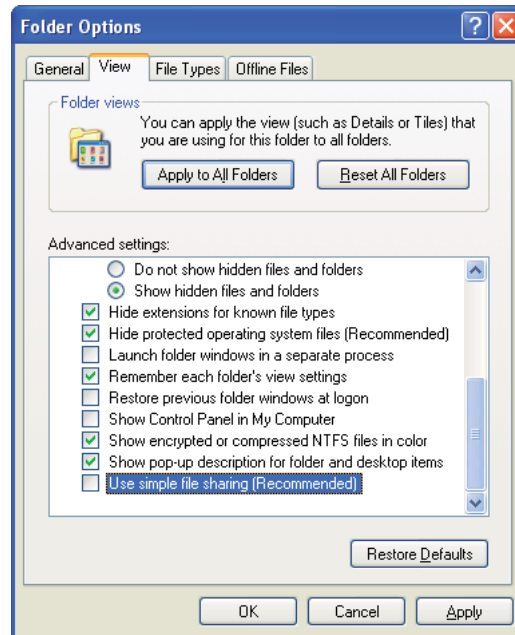 Folder Options
General View File Types Offline Files
Folder views
You can apply the view (such as Details or Tiles) that
you are using for this folder to all folders.
Apply to All Folders Reset All Folders
Advanced settings:
Do not show hidden files and folders
Show hidden files and folders
Hide extensions for known file types
Hide protected operating system files (Recommended)
Launch folder windows in a separate process
Remember each folder's view settings
Restore previous folder windows at logon
Show Control Panel in My Computer
Show encrypted or compressed NTFS files in color
Show pop-up description for folder and desktop items
Use simple file sharing (Recommended)
Restore Defaults
OK Cancel Apply